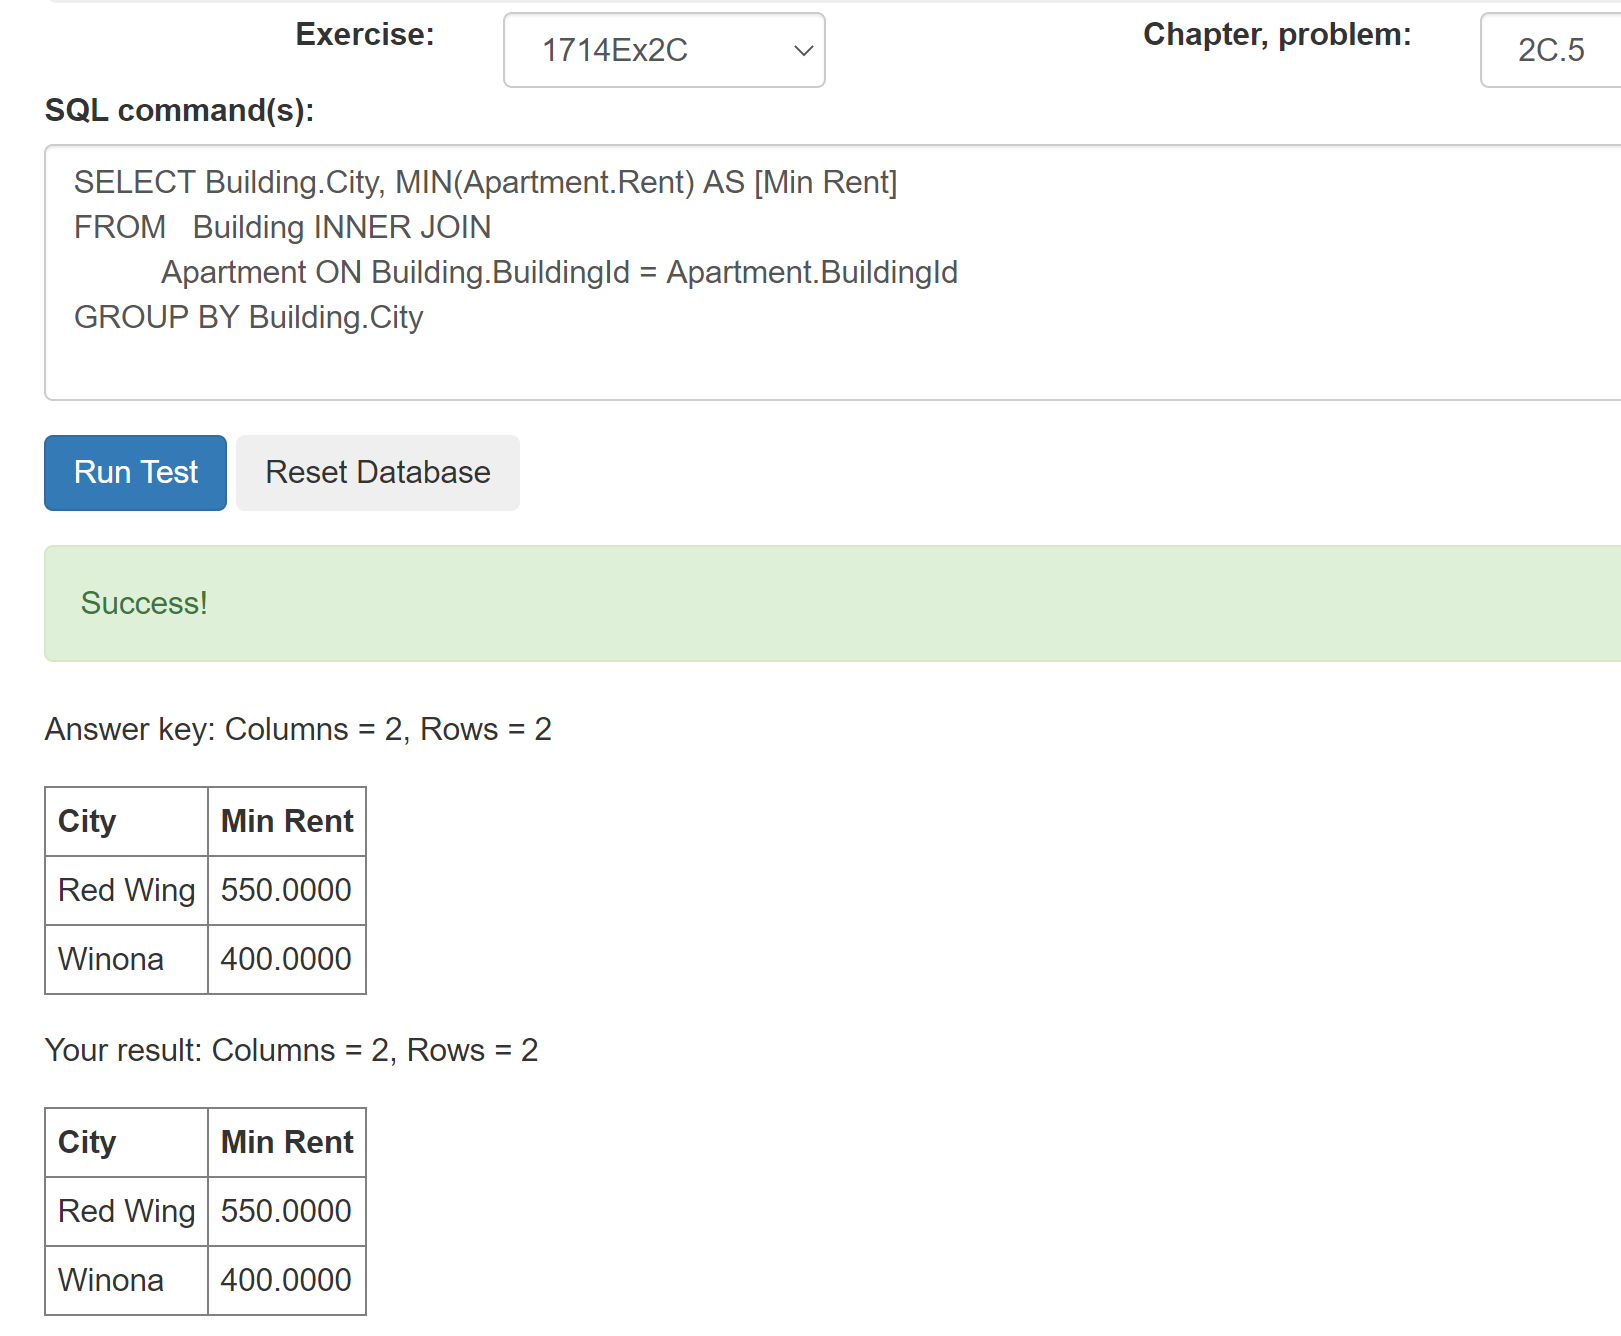 Exercise: 1714Ex2C Chapter, problem: 2C.5
SQL command(s):
SELECT Building.City, MIN(Apartment.Rent) AS [Min Rent]
FROM   Building INNER JOIN
Apartment ON Building.BuildingId = Apartment.BuildingId
GROUP BY Building.City
Run Test Reset Database
Success!
Answer key: Columns = 2, Rows = 2
City Min Rent
Red Wing 550.0000
Winona 400.0000
Your result: Columns = 2, Rows = 2
City Min Rent
Red Wing 550.0000
Winona 400.0000